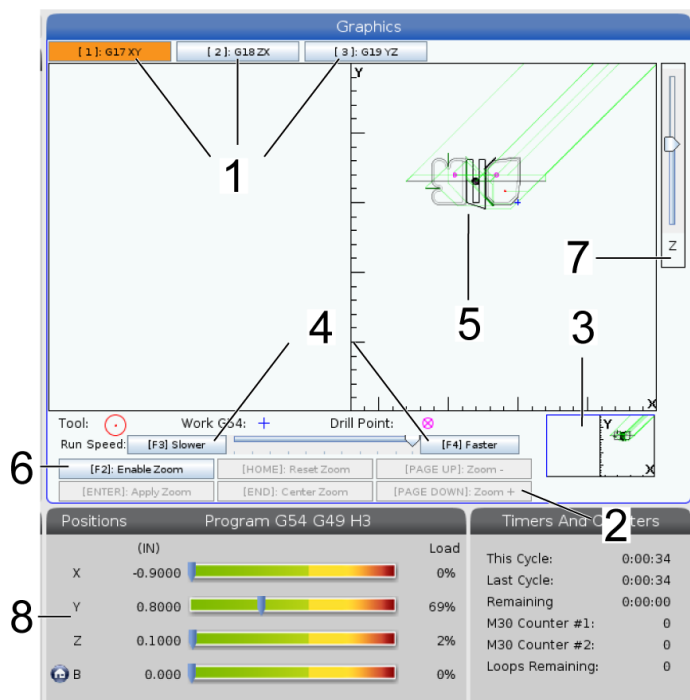 Graphics
[ 1 ]: G17 XY [ 2 ]: G18 ZX [ 3 ]: G19 YZ
Y
1
Z
7
5
4
3
X
Tool: Work G54: Drill Point:
Y
Run Speed: [F3] Slower [F4] Faster
6 [F2]: Enable Zoom [HOME]: Reset Zoom [PAGE UP]: Zoom -
X
[ENTER]: Apply Zoom [END]: Center Zoom [PAGE DOWN]: Zoom +
2
Positions Program G54 G49 H3
(IN) Load
X -0.9000 0%
Y 0.8000 69%
8
Z 0.1000 2%
B 0.000 0%
Timers And Counters
This Cycle: 0:00:34
Last Cycle: 0:00:34
Remaining 0:00:00
M30 Counter #1: 0
M30 Counter #2: 0
Loops Remaining: 0